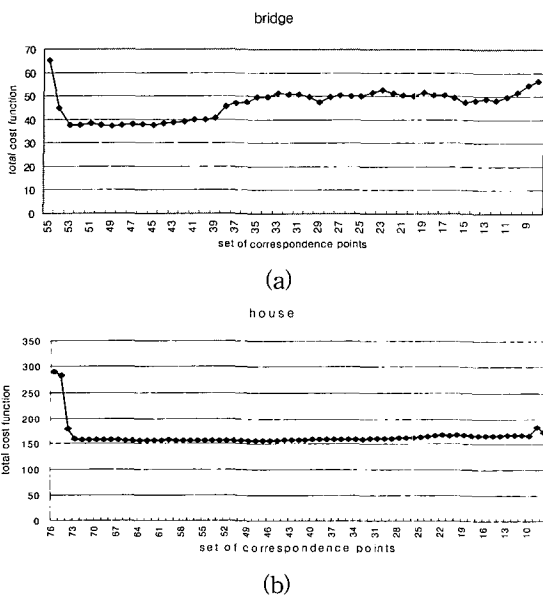 bridge
70
60
50
40
30
20
10
0
total cost function
55 53 51 49 47 45 43 41 39 37 35 33 31 29 27 25 23 21 19 17 15 13 11 9
set of correspondence points
(a)
house
350
300
250
200
150
100
50
0
total cost function
76 73 70 67 64 61 58 55 52 49 46 43 40 37 34 31 28 25 22 19 16 13 10
set of correspondence points
(b)